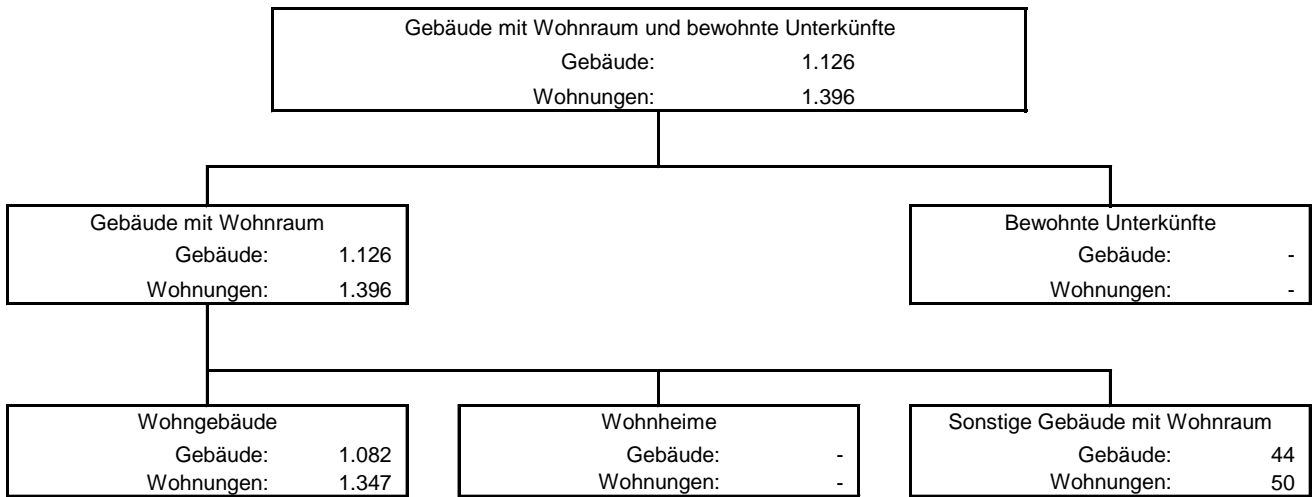 Gebäude mit Wohnraum und bewohnte Unterkünfte
Gebäude: 1.126
Wohnungen: 1.396
Gebäude mit Wohnraum
Gebäude: 1.126
Wohnungen: 1.396
Bewohnte Unterkünfte
Gebäude: -
Wohnungen: -
Wohngebäude
Gebäude: 1.082
Wohnungen: 1.347
Wohnheime
Gebäude: -
Wohnungen: -
Sonstige Gebäude mit Wohnraum
Gebäude: 44
Wohnungen: 50